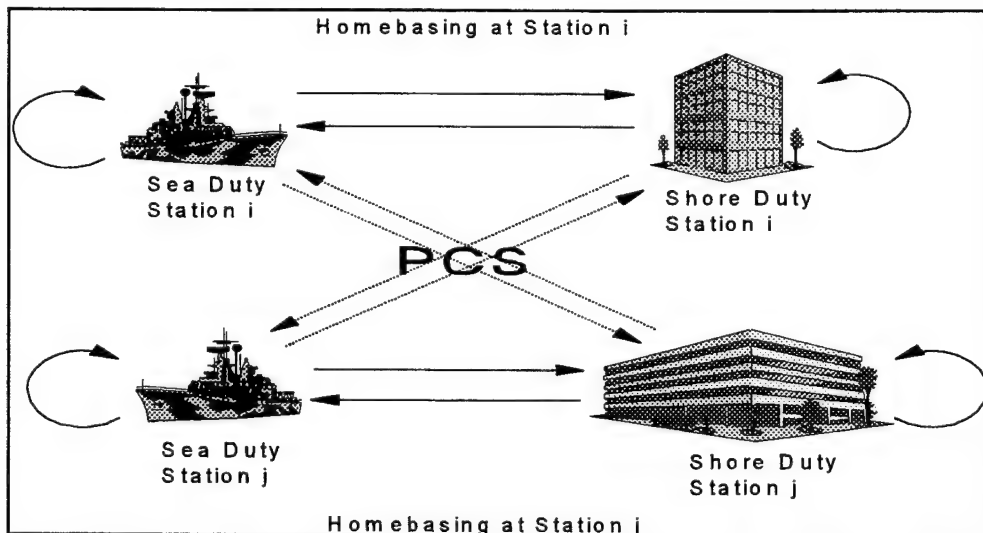 Homebasing at Station i
Sea Duty
Station i
Shore Duty
Station i
PCS
Sea Duty
Station j
Shore Duty
Station j
Homebasing at Station j